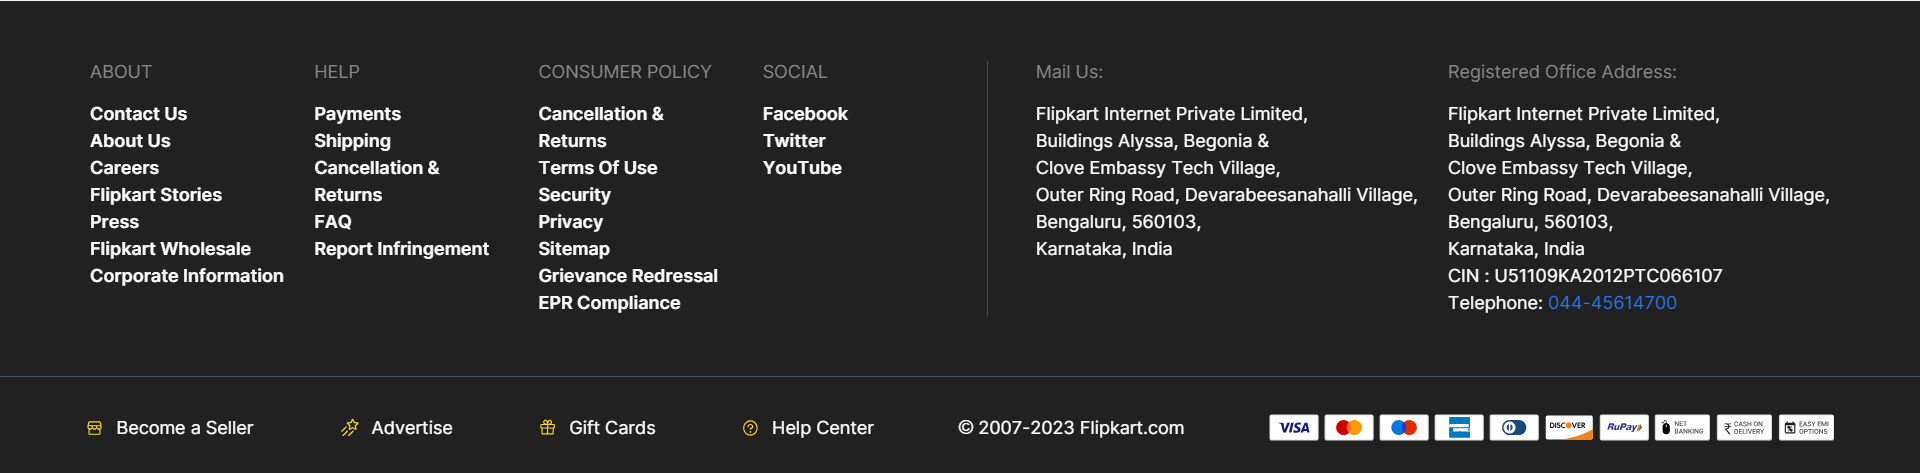 ABOUT
Contact Us
About Us
Careers
Flipkart Stories
Press
Flipkart Wholesale
Corporate Information
HELP
Payments
Shipping
Cancellation &
Returns
FAQ
Report Infringement
CONSUMER POLICY
Cancellation &
Returns
Terms Of Use
Security
Privacy
Sitemap
Grievance Redressal
EPR Compliance
SOCIAL
Facebook
Twitter
YouTube
Mail Us:
Flipkart Internet Private Limited,
Buildings Alyssa, Begonia &
Clove Embassy Tech Village,
Outer Ring Road, Devarabeesanahalli Village,
Bengaluru, 560103,
Karnataka, India
Registered Office Address:
Flipkart Internet Private Limited,
Buildings Alyssa, Begonia &
Clove Embassy Tech Village,
Outer Ring Road, Devarabeesanahalli Village,
Bengaluru, 560103,
Karnataka, India
CIN : U51109KA2012PTC066107
Telephone: 044-45614700
Become a Seller
Advertise
Gift Cards
Help Center
© 2007-2023 Flipkart.com
VISA
DISCOVER
RuPay
NET
BANKING
₹ CASH ON
DELIVERY
EASY EMI
OPTIONS